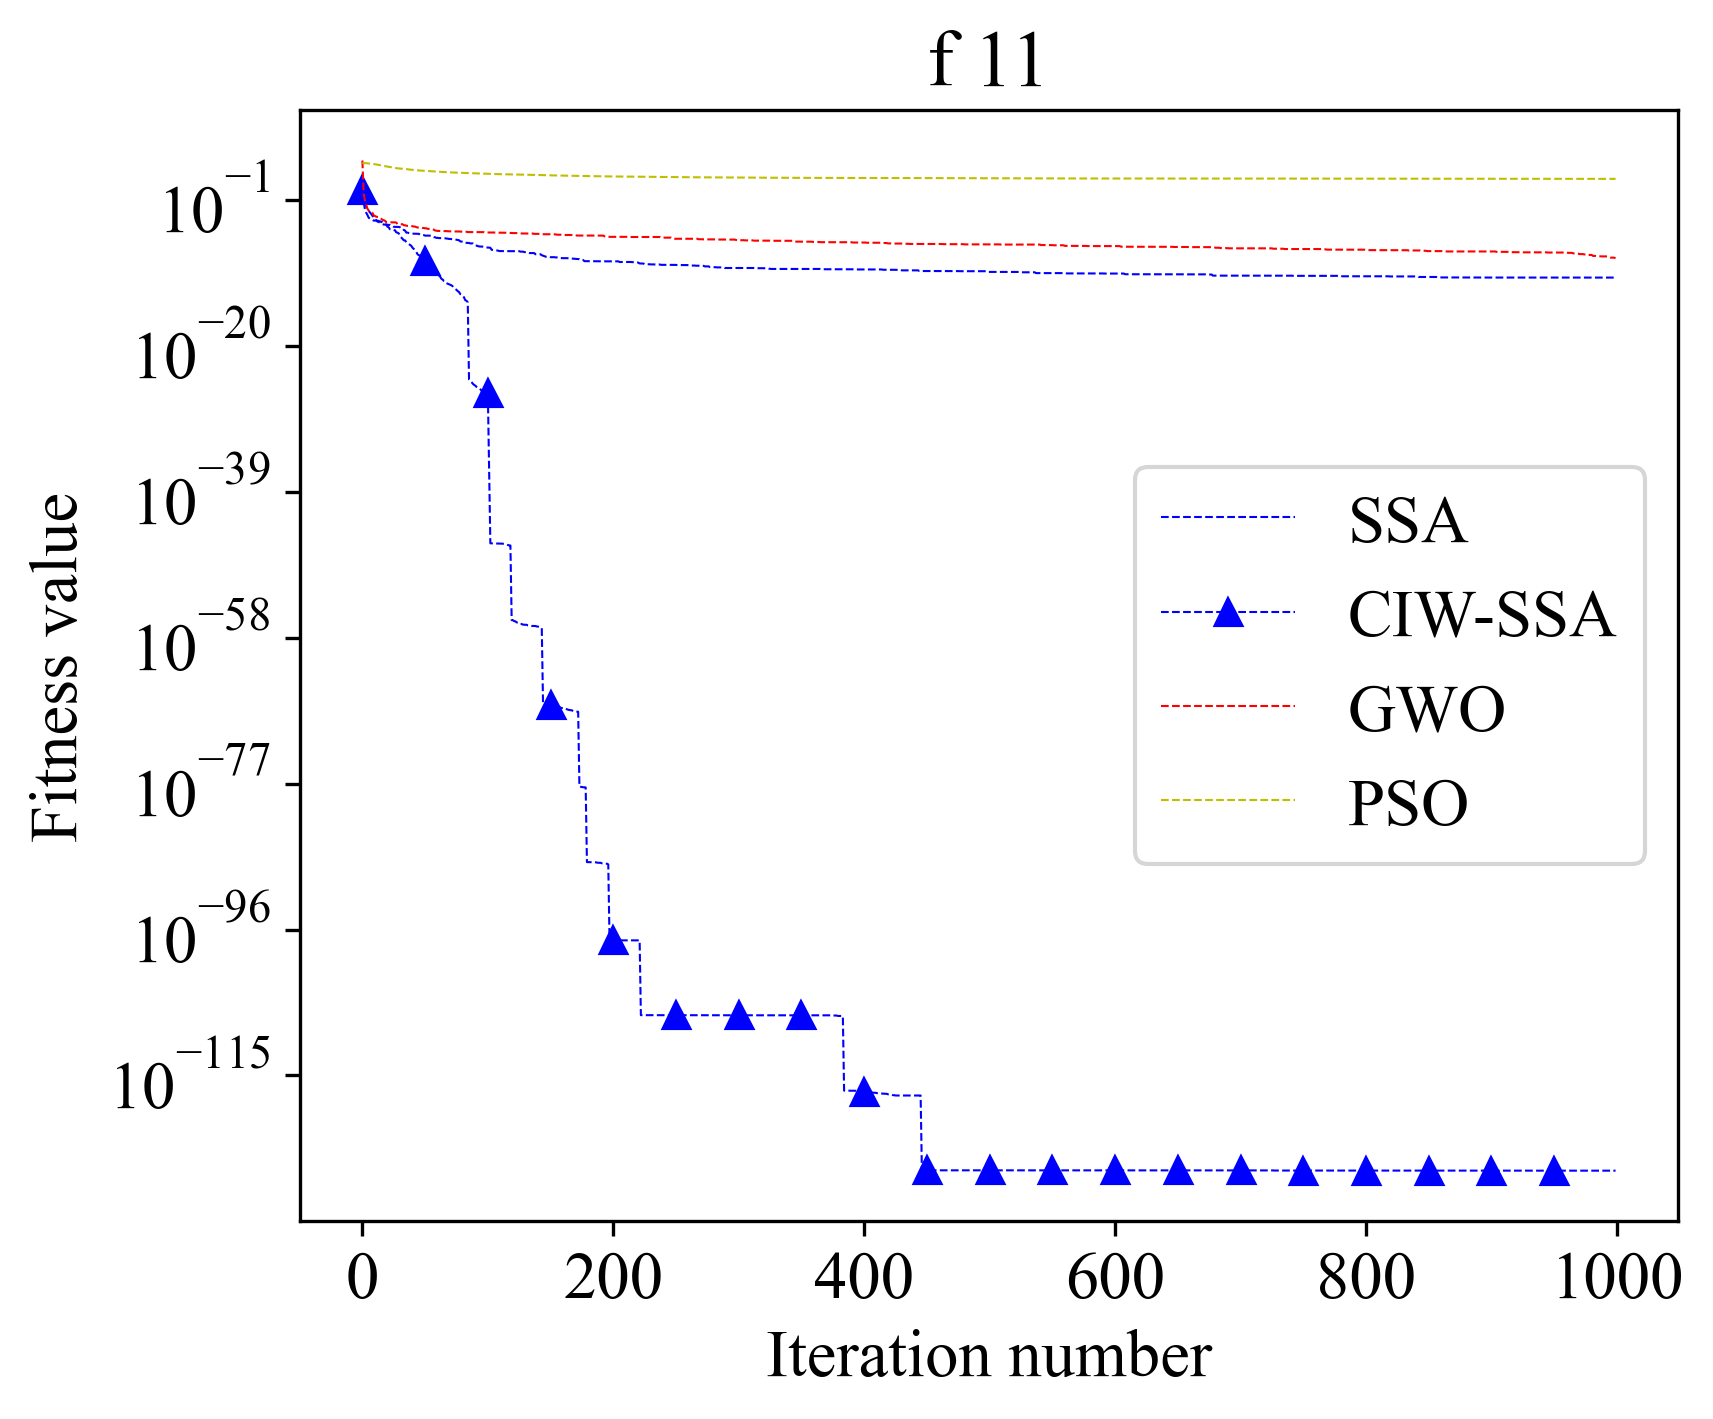 f 11
10^−1
10^−20
10^−39
10^−58
10^−77
10^−96
10^−115
Fitness value
SSA
CIW-SSA
GWO
PSO
0 200 400 600 800 1000
Iteration number